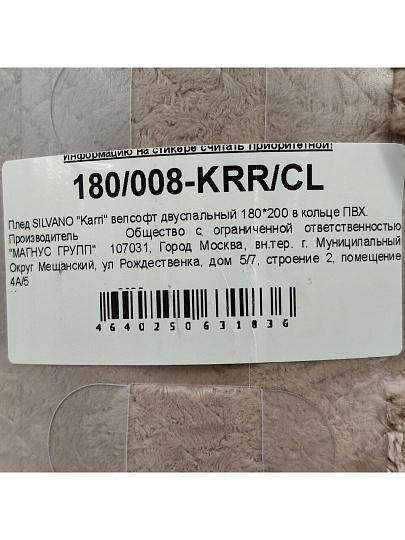 Информацию на стикере считать приоритетной!
180/008-KRR/CL
Плед SILVANO "Karri" велсофт двуспальный 180*200 в кольце ПВХ.
Производитель Общество с ограниченной ответственностью
"МАГНУС ГРУПП" 107031, Город Москва, вн.тер. г. Муниципальный
Округ Мещанский, ул Рождественка, дом 5/7, строение 2, помещение
4А/5
4640250631836